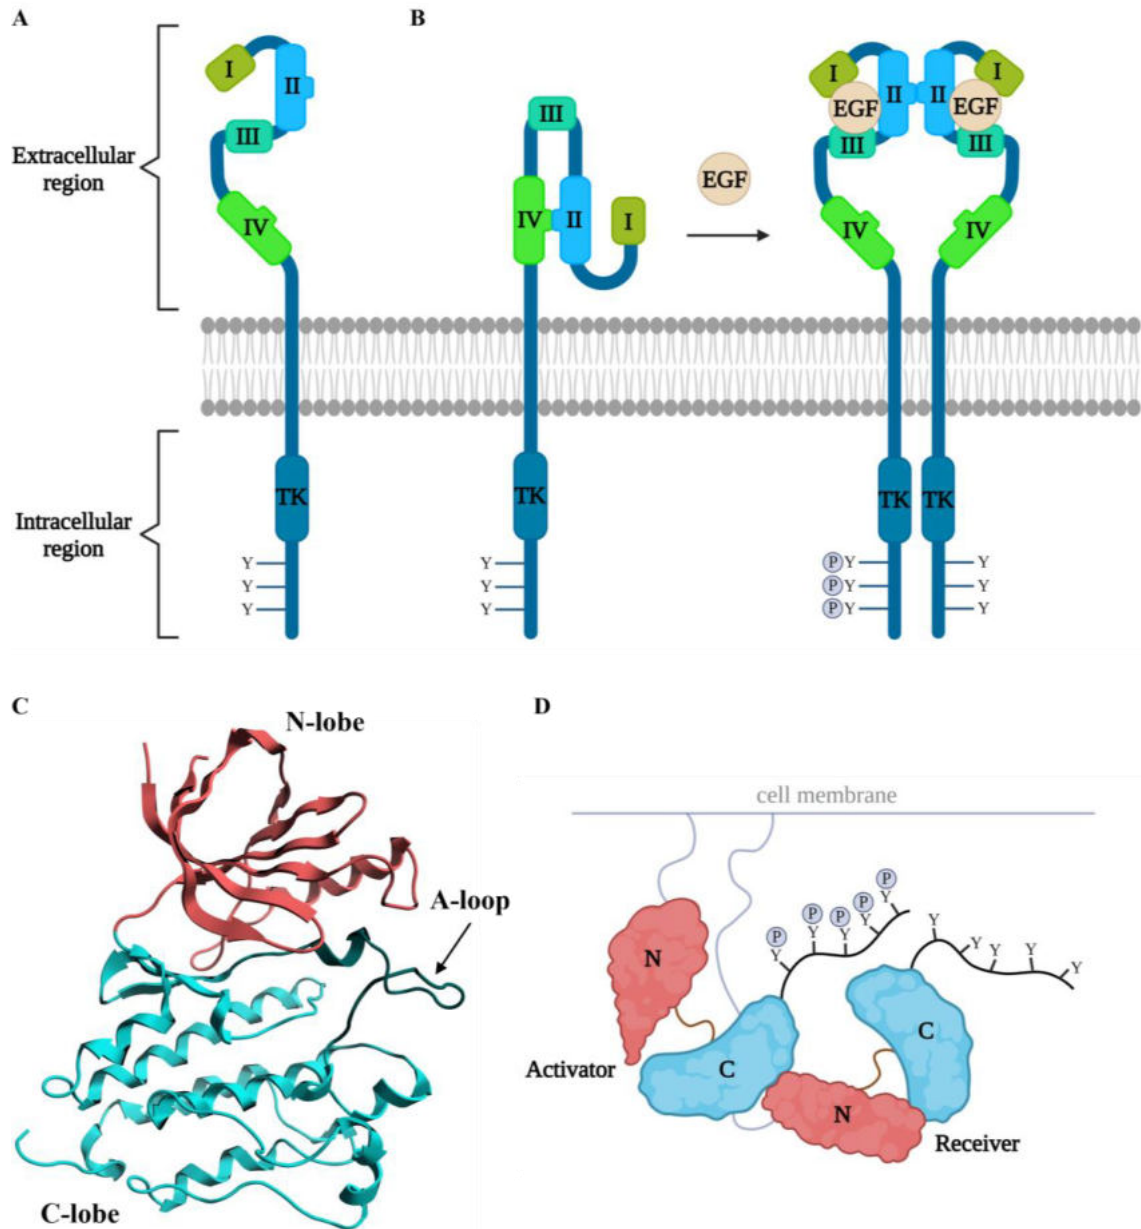 A
B
I
II
III
IV
Extracellular
region
III
IV
II
I
EGF
I
II
II
I
EGF
EGF
III
III
IV
IV
Intracellular
region
TK
TK
TK
TK
Y
Y
Y
Y
Y
Y
P Y
P Y
P Y
Y
Y
Y
C
D
N-lobe
A-loop
C-lobe
cell membrane
N
Activator
C
P
P
P
P
P
Y
Y
Y
Y
Y
Y
Y
Y
Y
Y
C
N
Receiver